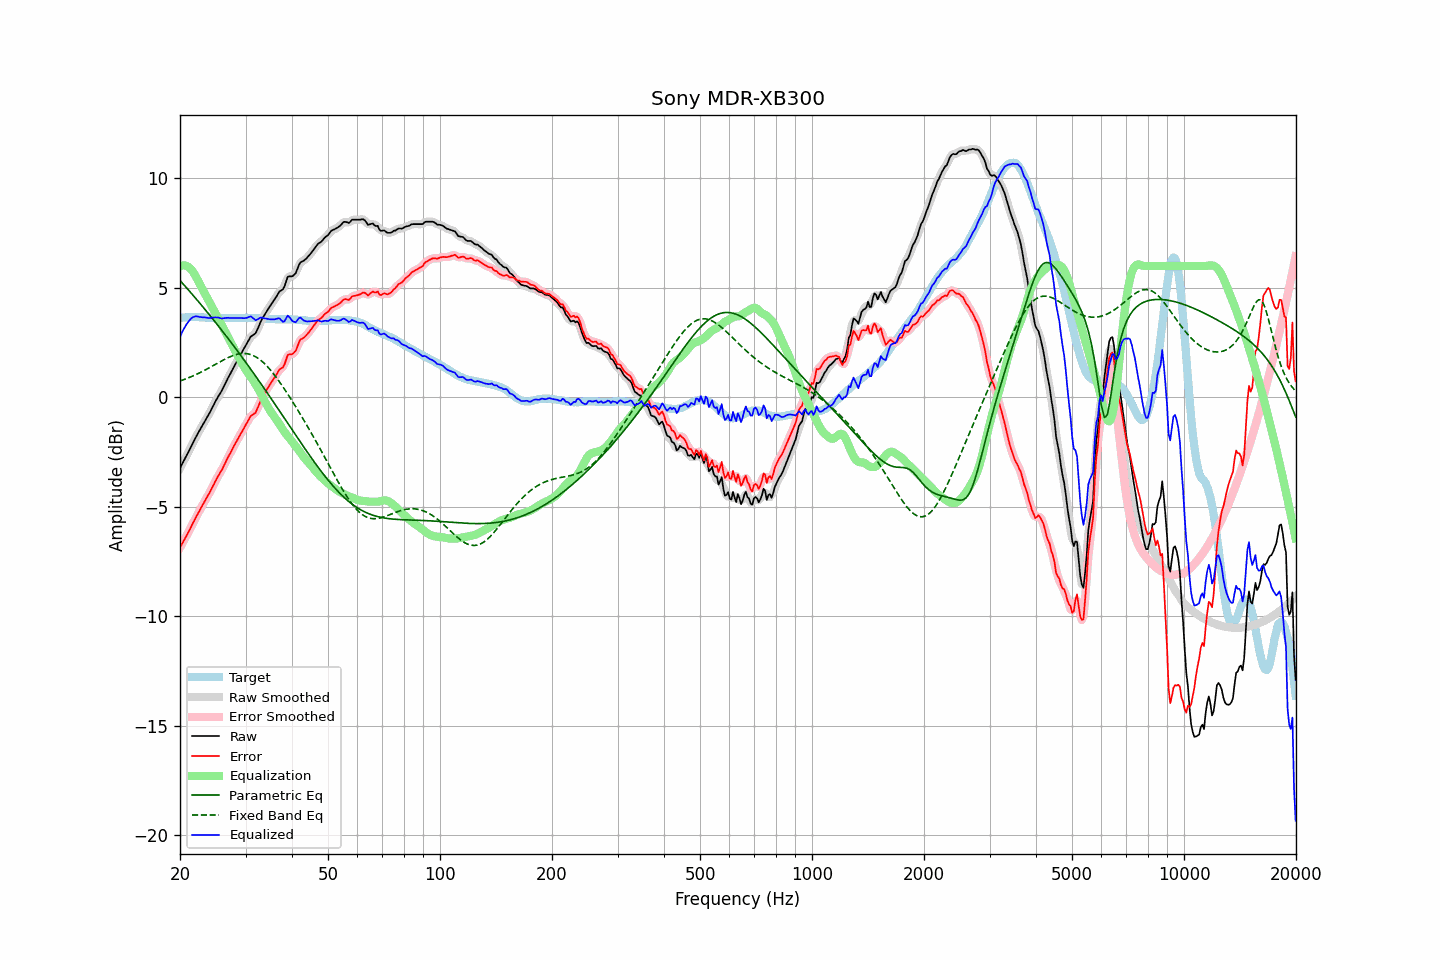 Sony MDR-XB300
10
5
0
−5
−10
−15
−20
Amplitude (dBr)
Target
Raw Smoothed
Error Smoothed
Raw
Error
Equalization
Parametric Eq
Fixed Band Eq
Equalized
20 50 100 200 500 1000 2000 5000 10000 20000
Frequency (Hz)